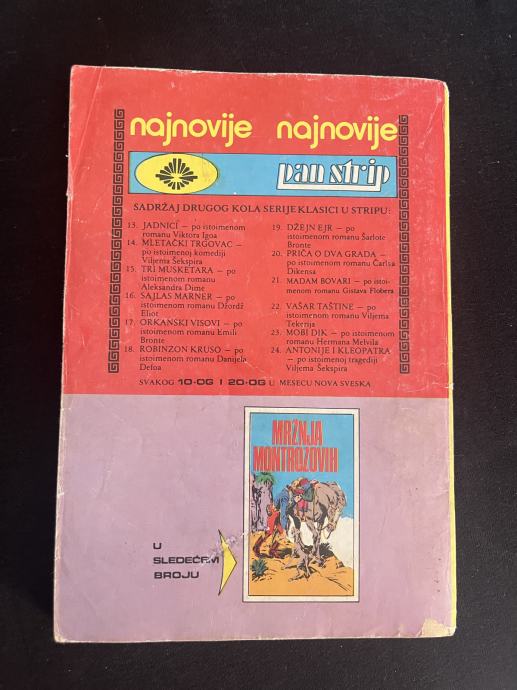 najnovije najnovije
pan strip
SADRŽAJ DRUGOG KOLA SERIJE KLASICI U STRIPU:
13. JADNICI — po istoimenom
romanu Viktora Igoa
14. MLETAČKI TRGOVAC —
po istoimenoj komediji
Viljema Šekspira
15. TRI MUSKETARA — po
istoimenom romanu
Aleksandra Dime
16. SAJLAS MARNER — po
istoimenom romanu Džordž
Eliot
17. ORKANSKI VISOVI — po
istoimenom romanu Emili
Bronte
18. ROBINZON KRUSO — po
istoimenom romanu Danijela
Defoa
19. DŽEJN EJR — po
istoimenom romanu Šarlote
Bronte
20. PRIČA O DVA GRADA —
po istoimenom romanu Čarlsa
Dikensa
21. MADAM BOVARI — po istoi-
menom romanu Gistava Flobera
22. VAŠAR TAŠTINE — po
istoimenom romanu Viljema
Tekerija
23. MOBI DIK — po istoimenom
romanu Hermana Melvila
24. ANTONIJE I KLEOPATRA
— po istoimenoj tragediji
Viljema Šekspira
SVAKOG 10-OG I 20-OG U MESECU NOVA SVESKA
MRŽNJA
MONTROZOVIH
U
SLEDEĆEM
BROJU